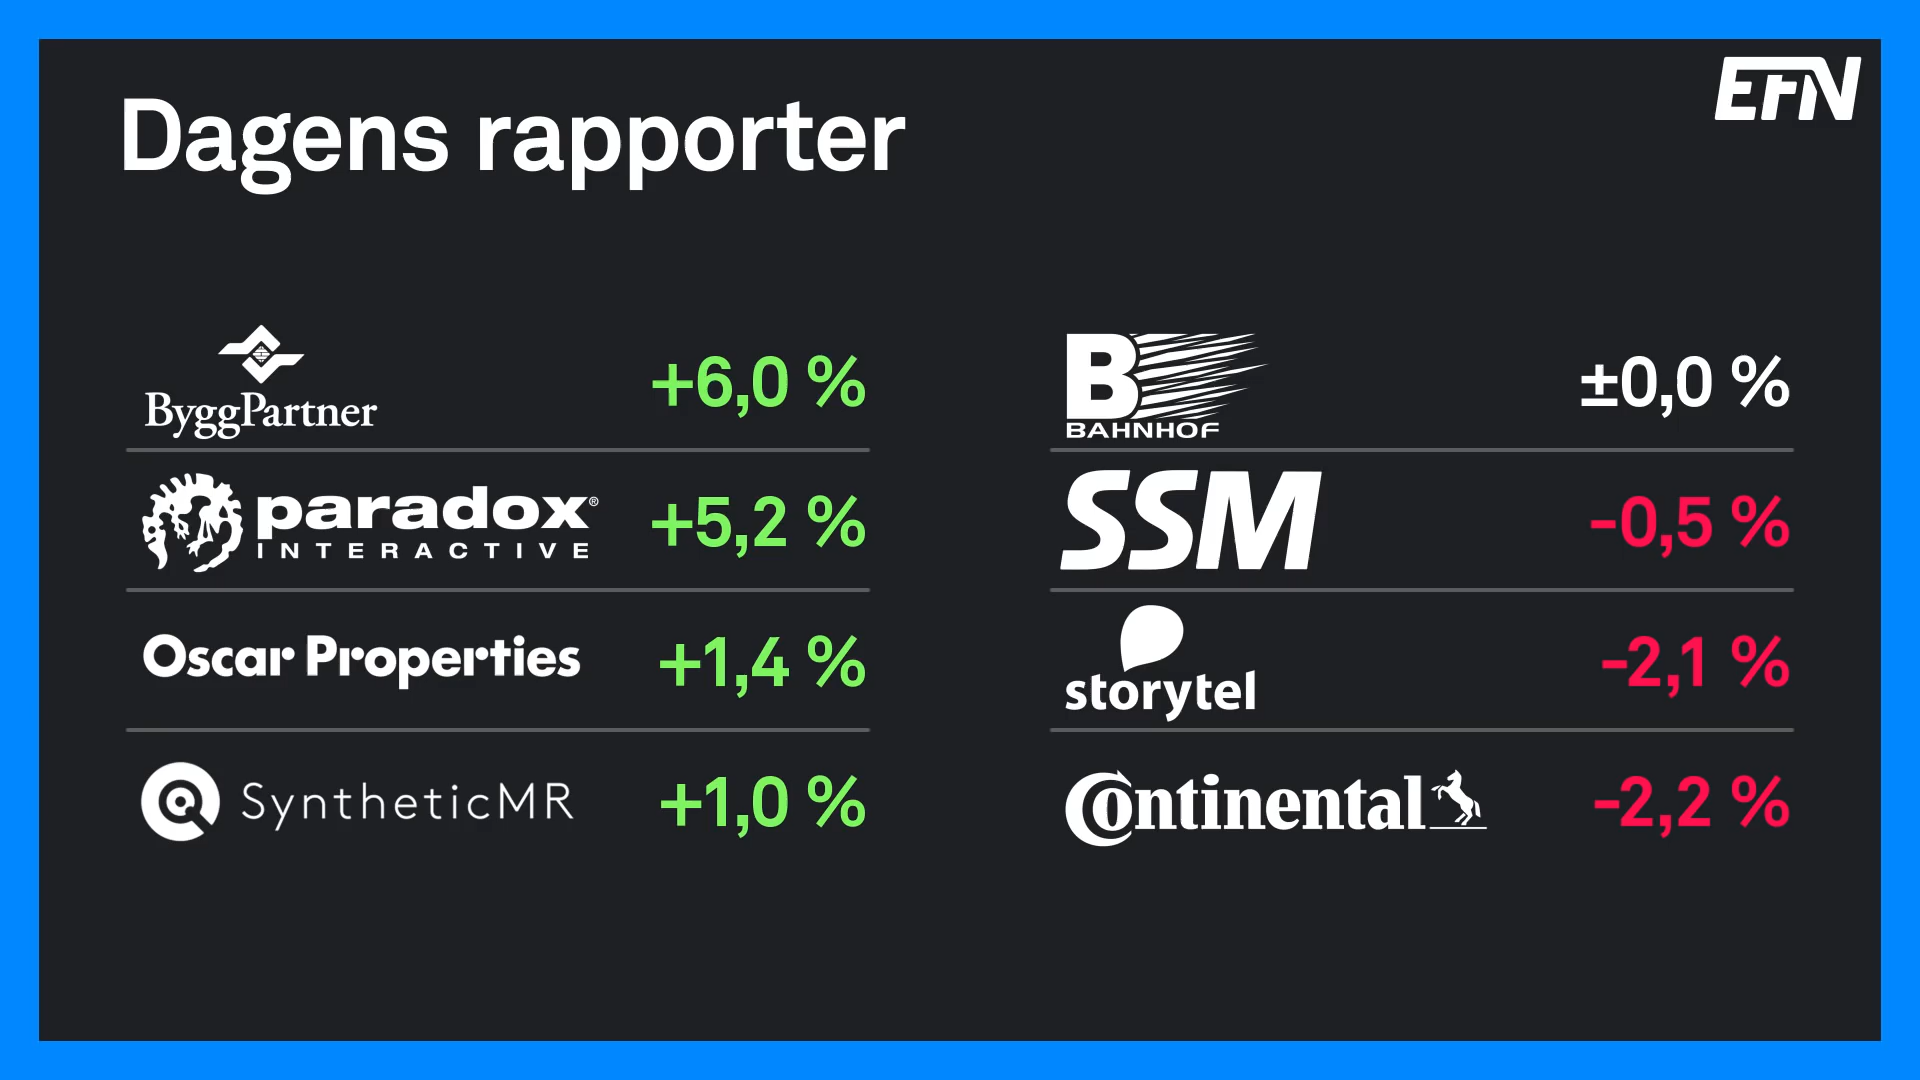 EFN
Dagens rapporter
ByggPartner +6,0 %
paradox® INTERACTIVE +5,2 %
Oscar Properties +1,4 %
SyntheticMR +1,0 %
B BAHNHOF ±0,0 %
SSM -0,5 %
storytel -2,1 %
Continental -2,2 %